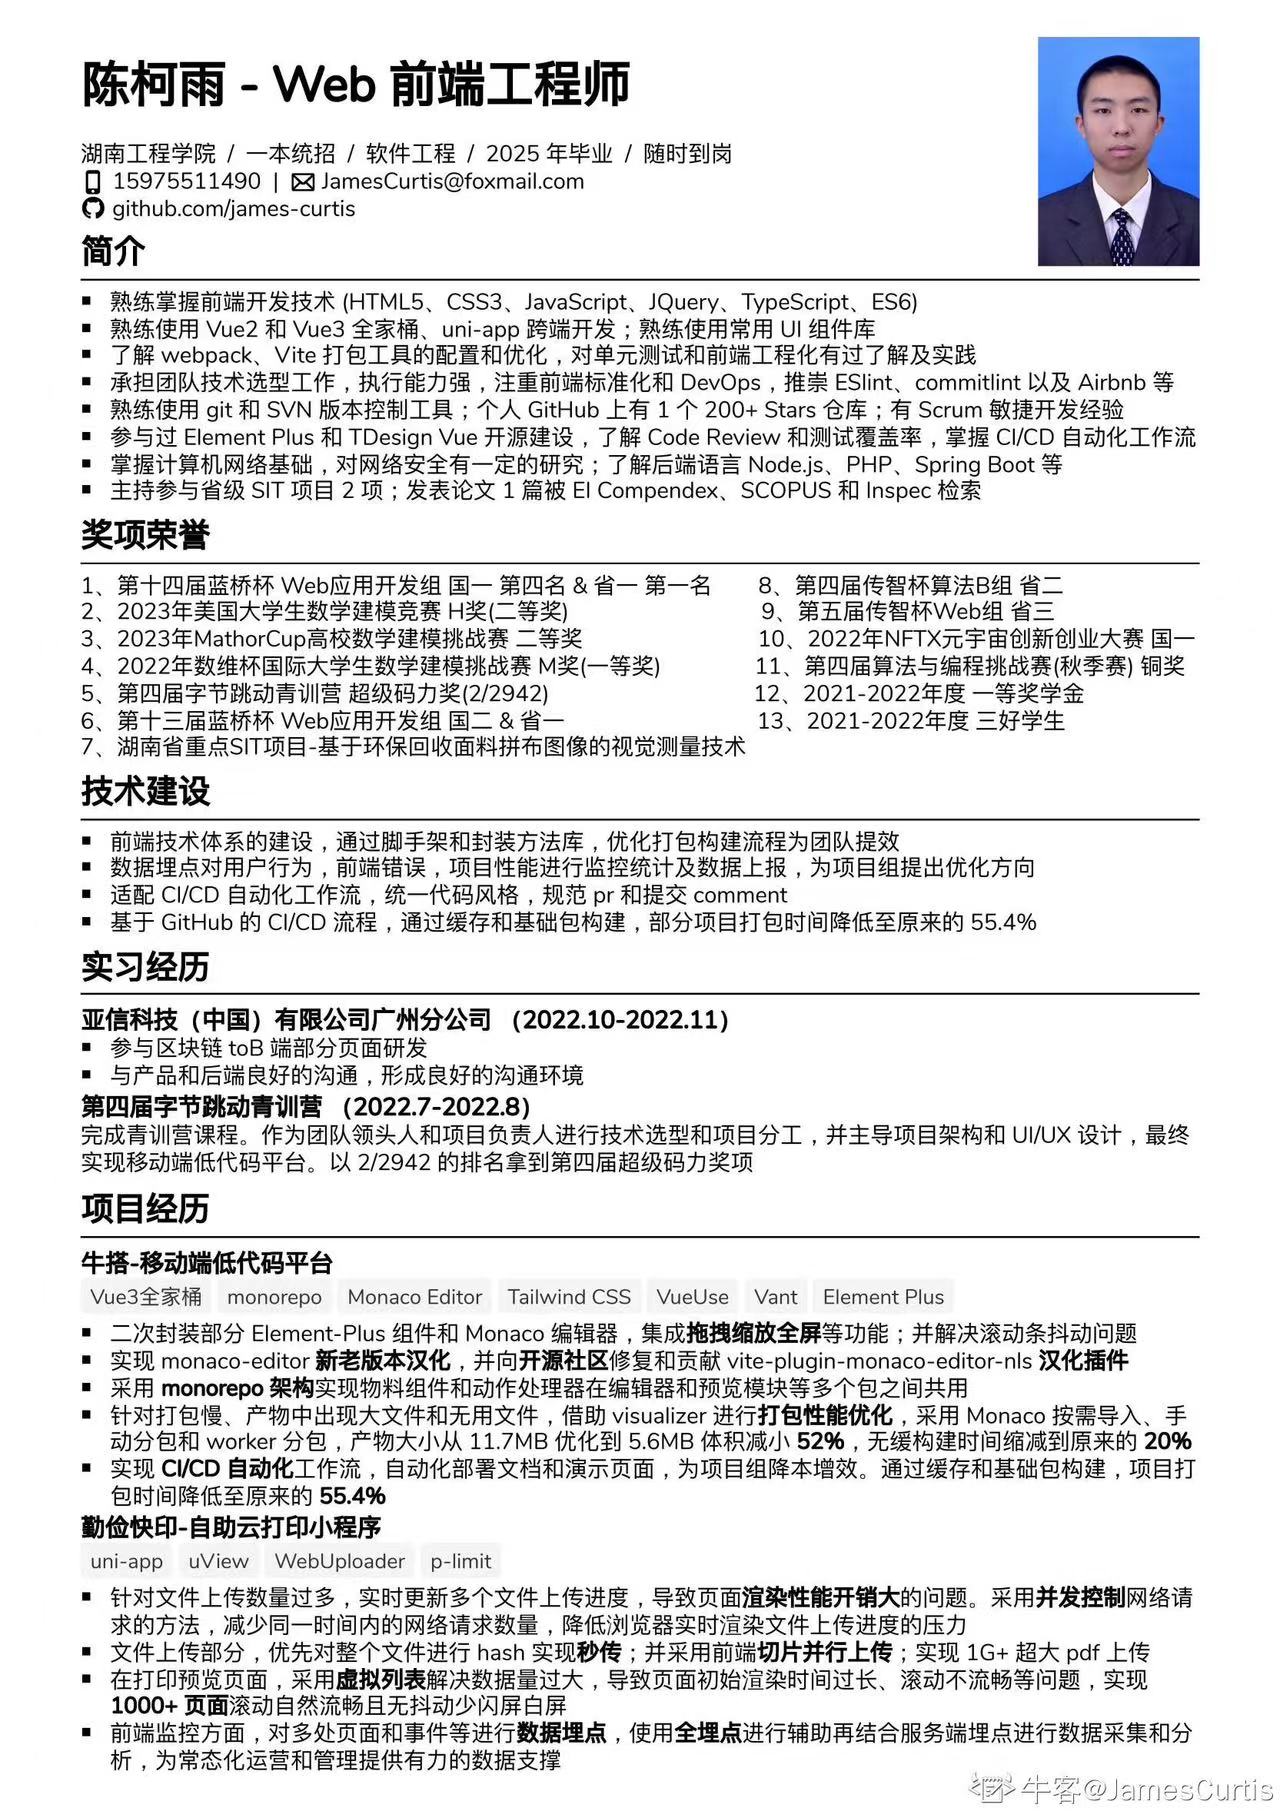 陈柯雨 - Web 前端工程师
湖南工程学院 / 一本统招 / 软件工程 / 2025 年毕业 / 随时到岗
15975511490 | JamesCurtis@foxmail.com
github.com/james-curtis
简介
▪ 熟练掌握前端开发技术 (HTML5、CSS3、JavaScript、JQuery、TypeScript、ES6)
▪ 熟练使用 Vue2 和 Vue3 全家桶、uni-app 跨端开发；熟练使用常用 UI 组件库
▪ 了解 webpack、Vite 打包工具的配置和优化，对单元测试和前端工程化有过了解及实践
▪ 承担团队技术选型工作，执行能力强，注重前端标准化和 DevOps，推崇 ESlint、commitlint 以及 Airbnb 等
▪ 熟练使用 git 和 SVN 版本控制工具；个人 GitHub 上有 1 个 200+ Stars 仓库；有 Scrum 敏捷开发经验
▪ 参与过 Element Plus 和 TDesign Vue 开源建设，了解 Code Review 和测试覆盖率，掌握 CI/CD 自动化工作流
▪ 掌握计算机网络基础，对网络安全有一定的研究；了解后端语言 Node.js、PHP、Spring Boot 等
▪ 主持参与省级 SIT 项目 2 项；发表论文 1 篇被 EI Compendex、SCOPUS 和 Inspec 检索
奖项荣誉
1、第十四届蓝桥杯 Web应用开发组 国一 第四名 & 省一 第一名
2、2023年美国大学生数学建模竞赛 H奖(二等奖)
3、2023年MathorCup高校数学建模挑战赛 二等奖
4、2022年数维杯国际大学生数学建模挑战赛 M奖(一等奖)
5、第四届字节跳动青训营 超级码力奖(2/2942)
6、第十三届蓝桥杯 Web应用开发组 国二 & 省一
7、湖南省重点SIT项目-基于环保回收面料拼布图像的视觉测量技术
8、第四届传智杯算法B组 省二
9、第五届传智杯Web组 省三
10、2022年NFTX元宇宙创新创业大赛 国一
11、第四届算法与编程挑战赛(秋季赛) 铜奖
12、2021-2022年度 一等奖学金
13、2021-2022年度 三好学生
技术建设
▪ 前端技术体系的建设，通过脚手架和封装方法库，优化打包构建流程为团队提效
▪ 数据埋点对用户行为，前端错误，项目性能进行监控统计及数据上报，为项目组提出优化方向
▪ 适配 CI/CD 自动化工作流，统一代码风格，规范 pr 和提交 comment
▪ 基于 GitHub 的 CI/CD 流程，通过缓存和基础包构建，部分项目打包时间降低至原来的 55.4%
实习经历
亚信科技（中国）有限公司广州分公司 （2022.10-2022.11）
▪ 参与区块链 toB 端部分页面研发
▪ 与产品和后端良好的沟通，形成良好的沟通环境
第四届字节跳动青训营 （2022.7-2022.8）
完成青训营课程。作为团队领头人和项目负责人进行技术选型和项目分工，并主导项目架构和 UI/UX 设计，最终
实现移动端低代码平台。以 2/2942 的排名拿到第四届超级码力奖项
项目经历
牛搭-移动端低代码平台
Vue3全家桶 monorepo Monaco Editor Tailwind CSS VueUse Vant Element Plus
▪ 二次封装部分 Element-Plus 组件和 Monaco 编辑器，集成拖拽缩放全屏等功能；并解决滚动条抖动问题
▪ 实现 monaco-editor 新老版本汉化，并向开源社区修复和贡献 vite-plugin-monaco-editor-nls 汉化插件
▪ 采用 monorepo 架构实现物料组件和动作处理器在编辑器和预览模块等多个包之间共用
▪ 针对打包慢、产物中出现大文件和无用文件，借助 visualizer 进行打包性能优化，采用 Monaco 按需导入、手
动分包和 worker 分包，产物大小从 11.7MB 优化到 5.6MB 体积减小 52%，无缓构建时间缩减到原来的 20%
▪ 实现 CI/CD 自动化工作流，自动化部署文档和演示页面，为项目组降本增效。通过缓存和基础包构建，项目打
包时间降低至原来的 55.4%
勤俭快印-自助云打印小程序
uni-app uView WebUploader p-limit
▪ 针对文件上传数量过多，实时更新多个文件上传进度，导致页面渲染性能开销大的问题。采用并发控制网络请
求的方法，减少同一时间内的网络请求数量，降低浏览器实时渲染文件上传进度的压力
▪ 文件上传部分，优先对整个文件进行 hash 实现秒传；并采用前端切片并行上传；实现 1G+ 超大 pdf 上传
▪ 在打印预览页面，采用虚拟列表解决数据量过大，导致页面初始渲染时间过长、滚动不流畅等问题，实现
1000+ 页面滚动自然流畅且无抖动少闪屏白屏
▪ 前端监控方面，对多处页面和事件等进行数据埋点，使用全埋点进行辅助再结合服务端埋点进行数据采集和分
析，为常态化运营和管理提供有力的数据支撑
牛客@JamesCurtis